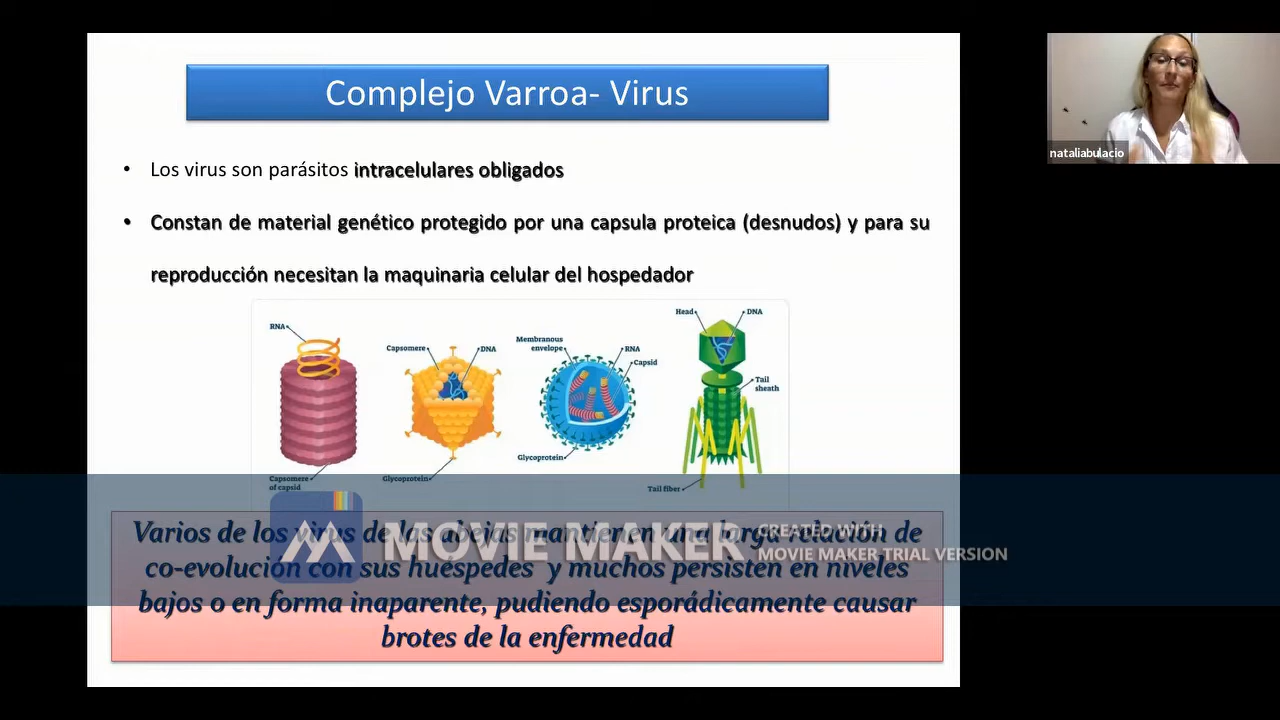 Complejo Varroa- Virus
nataliabulacio
• Los virus son parásitos intracelulares obligados
• Constan de material genético protegido por una capsula proteica (desnudos) y para su
reproducción necesitan la maquinaria celular del hospedador
RNA
Capsomere
of capsid
Capsomere
DNA
Glycoprotein
Membranous
envelope
RNA
Capsid
Glycoprotein
Head
DNA
Tail
sheath
Tail fiber
Varios de los virus de las abejas mantienen una larga relación de
co-evolución con sus huéspedes y muchos persisten en niveles
bajos o en forma inaparente, pudiendo esporádicamente causar
brotes de la enfermedad
MOVIE MAKER
CREATED WITH
MOVIE MAKER TRIAL VERSION